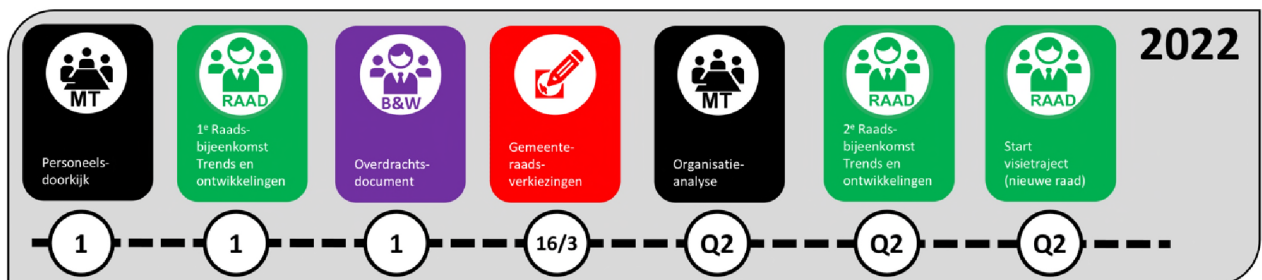 2022
MT
Personeels-
doorkijk
RAAD
1e Raads-
bijeenkomst
Trends en
ontwikkelingen
B&W
Overdrachts-
document
Gemeente-
raads-
verkiezingen
MT
Organisatie-
analyse
RAAD
2e Raads-
bijeenkomst
Trends en
ontwikkelingen
RAAD
Start
visietraject
(nieuwe raad)
1
1
1
16/3
Q2
Q2
Q2